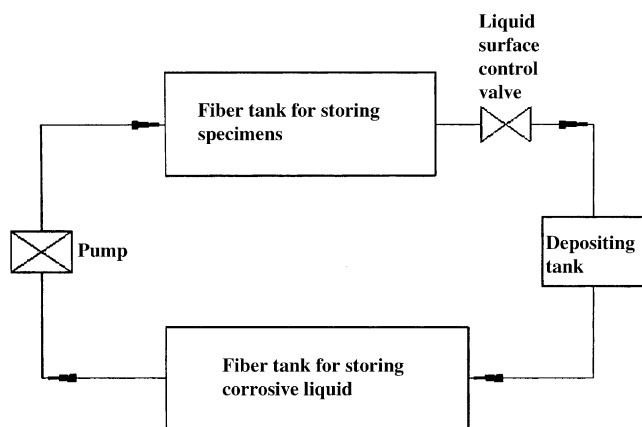 Liquid
surface
control
valve
Fiber tank for storing
specimens
Pump
Depositing
tank
Fiber tank for storing
corrosive liquid